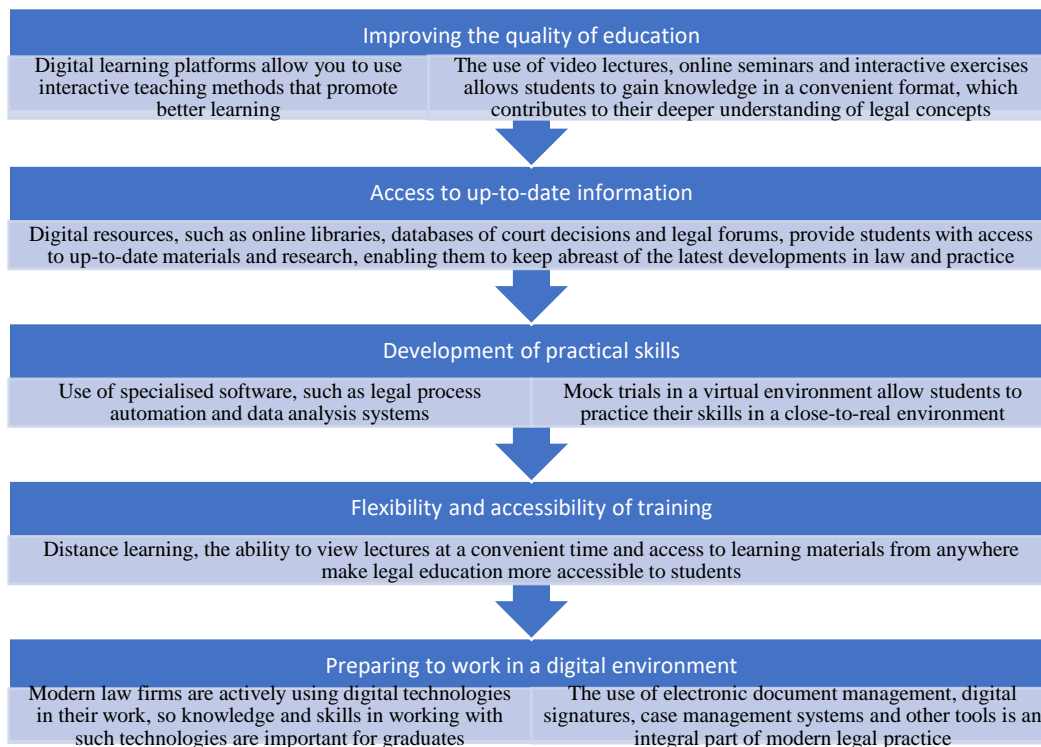 Improving the quality of education
Digital learning platforms allow you to use
interactive teaching methods that promote
better learning
The use of video lectures, online seminars and interactive exercises
allows students to gain knowledge in a convenient format, which
contributes to their deeper understanding of legal concepts
Access to up-to-date information
Digital resources, such as online libraries, databases of court decisions and legal forums, provide students with access
to up-to-date materials and research, enabling them to keep abreast of the latest developments in law and practice
Development of practical skills
Use of specialised software, such as legal process
automation and data analysis systems
Mock trials in a virtual environment allow students to
practice their skills in a close-to-real environment
Flexibility and accessibility of training
Distance learning, the ability to view lectures at a convenient time and access to learning materials from anywhere
make legal education more accessible to students
Preparing to work in a digital environment
Modern law firms are actively using digital technologies
in their work, so knowledge and skills in working with
such technologies are important for graduates
The use of electronic document management, digital
signatures, case management systems and other tools is an
integral part of modern legal practice